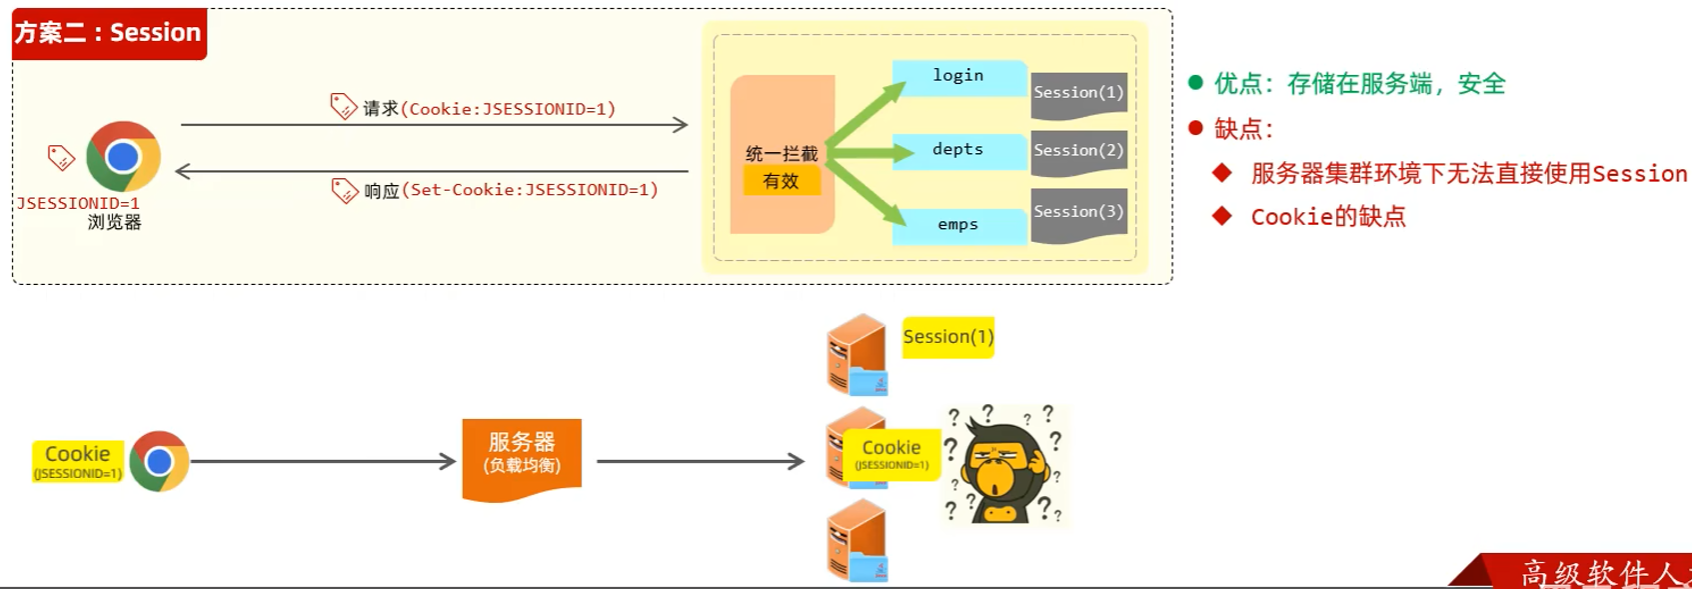 方案二：Session
请求(Cookie:JSESSIONID=1)
响应(Set-Cookie:JSESSIONID=1)
JSESSIONID=1
浏览器
统一拦截
有效
login
depts
emps
Session(1)
Session(2)
Session(3)
优点：存储在服务端，安全
缺点：
服务器集群环境下无法直接使用Session
Cookie的缺点
Cookie
(JSESSIONID=1)
服务器
(负载均衡)
Session(1)
Cookie
(JSESSIONID=1)
? ? ? ? ? ? ? ? ? ? ? ?
高级软件人